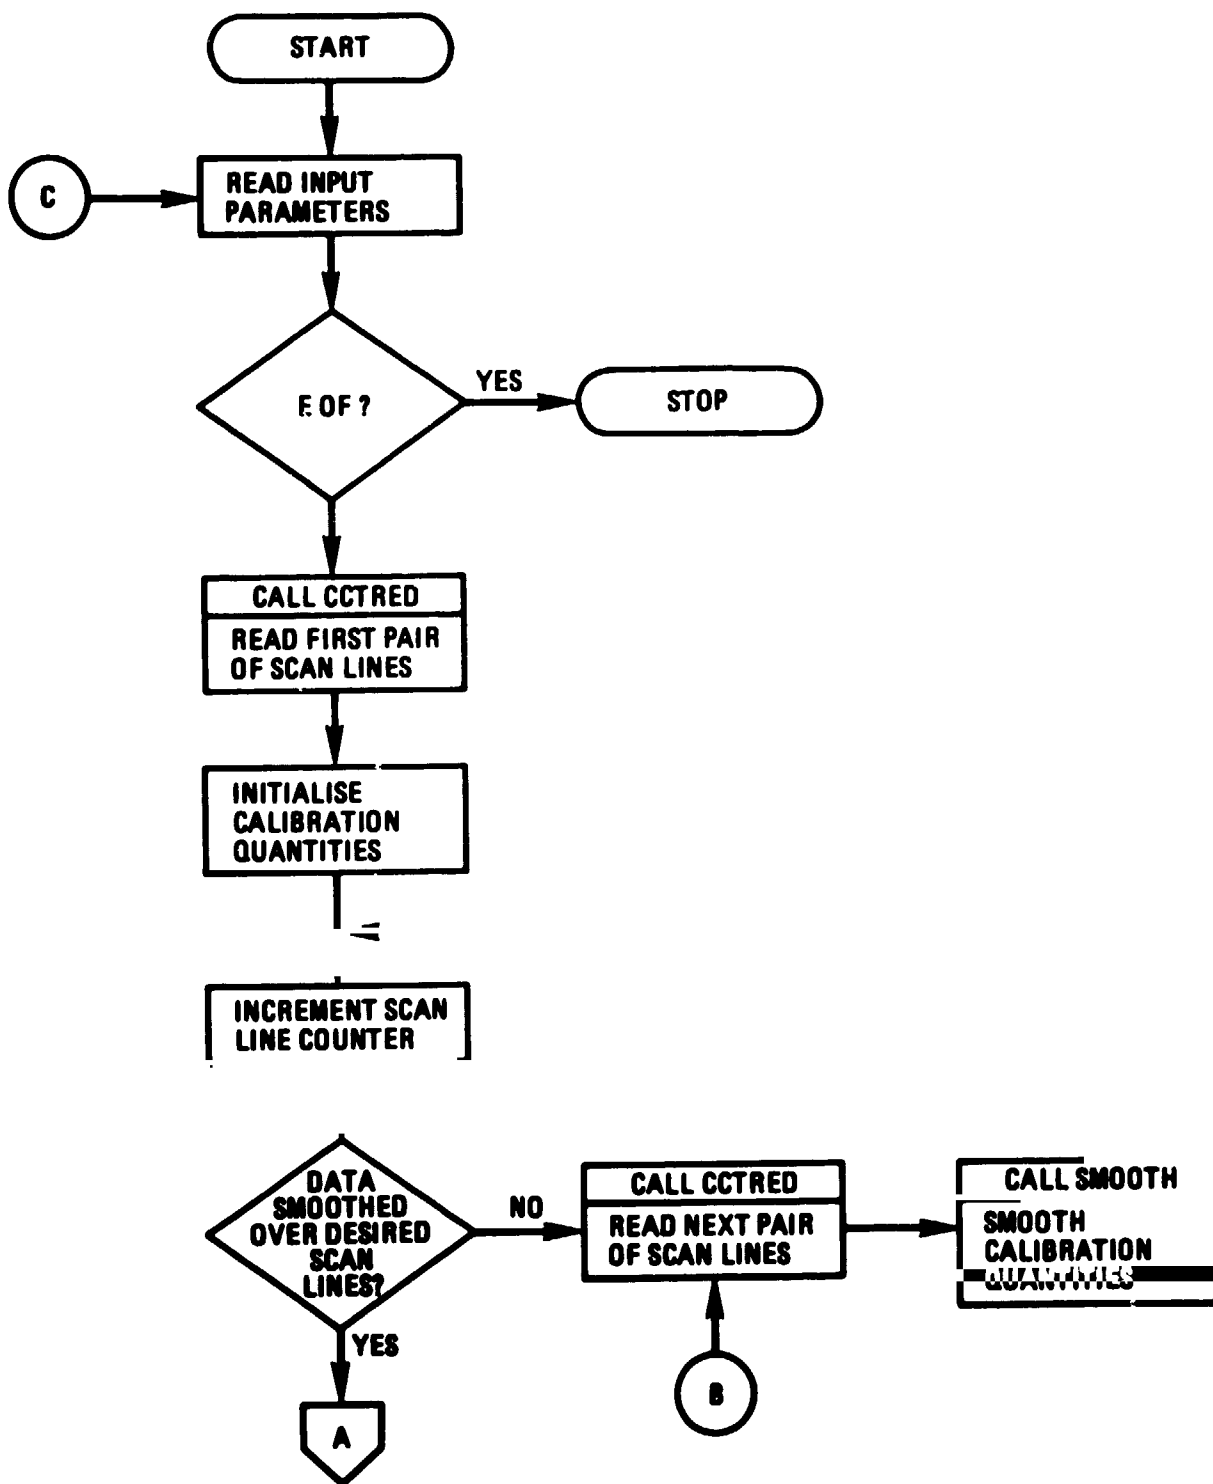 START
C
READ INPUT
PARAMETERS
E OF ?
YES
STOP
CALL CCTRED
READ FIRST PAIR
OF SCAN LINES
INITIALISE
CALIBRATION
QUANTITIES
INCREMENT SCAN
LINE COUNTER
DATA
SMOOTHED
OVER DESIRED
SCAN
LINES?
NO
CALL CCTRED
READ NEXT PAIR
OF SCAN LINES
CALL SMOOTH
SMOOTH
CALIBRATION
QUANTITIES
YES
B
A